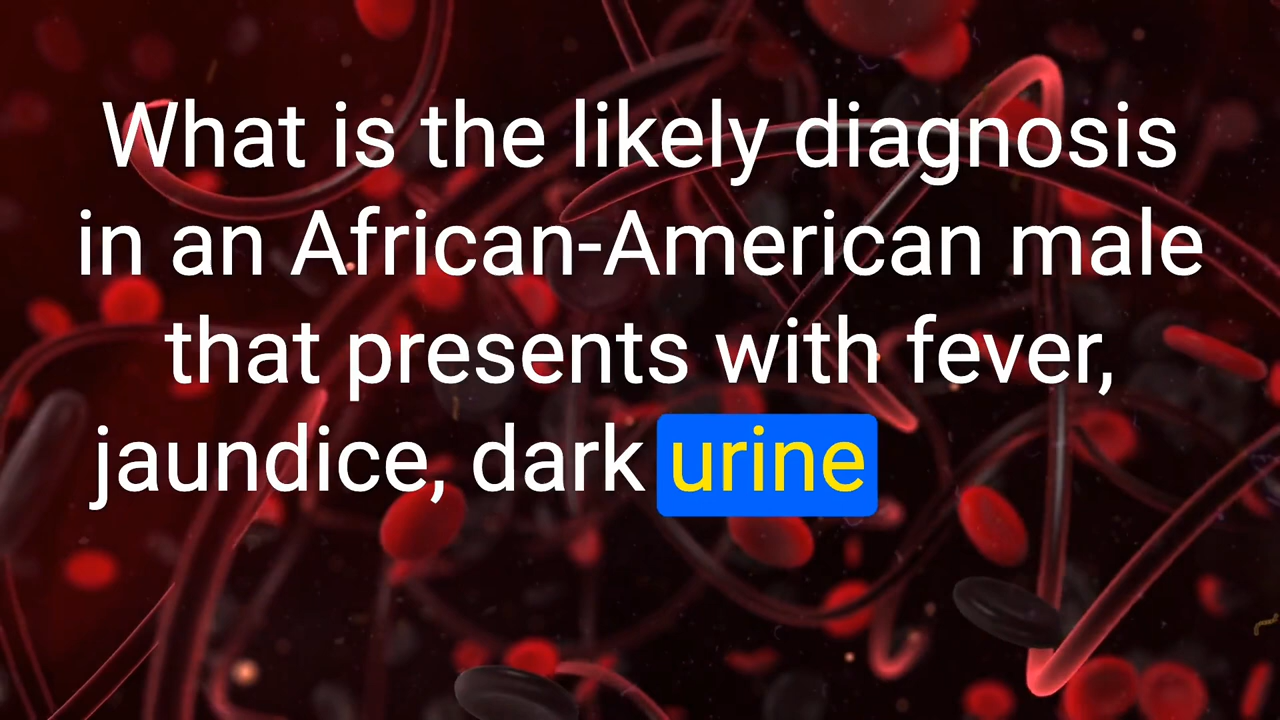 What is the likely diagnosis
in an African-American male
that presents with fever,
jaundice, dark urine